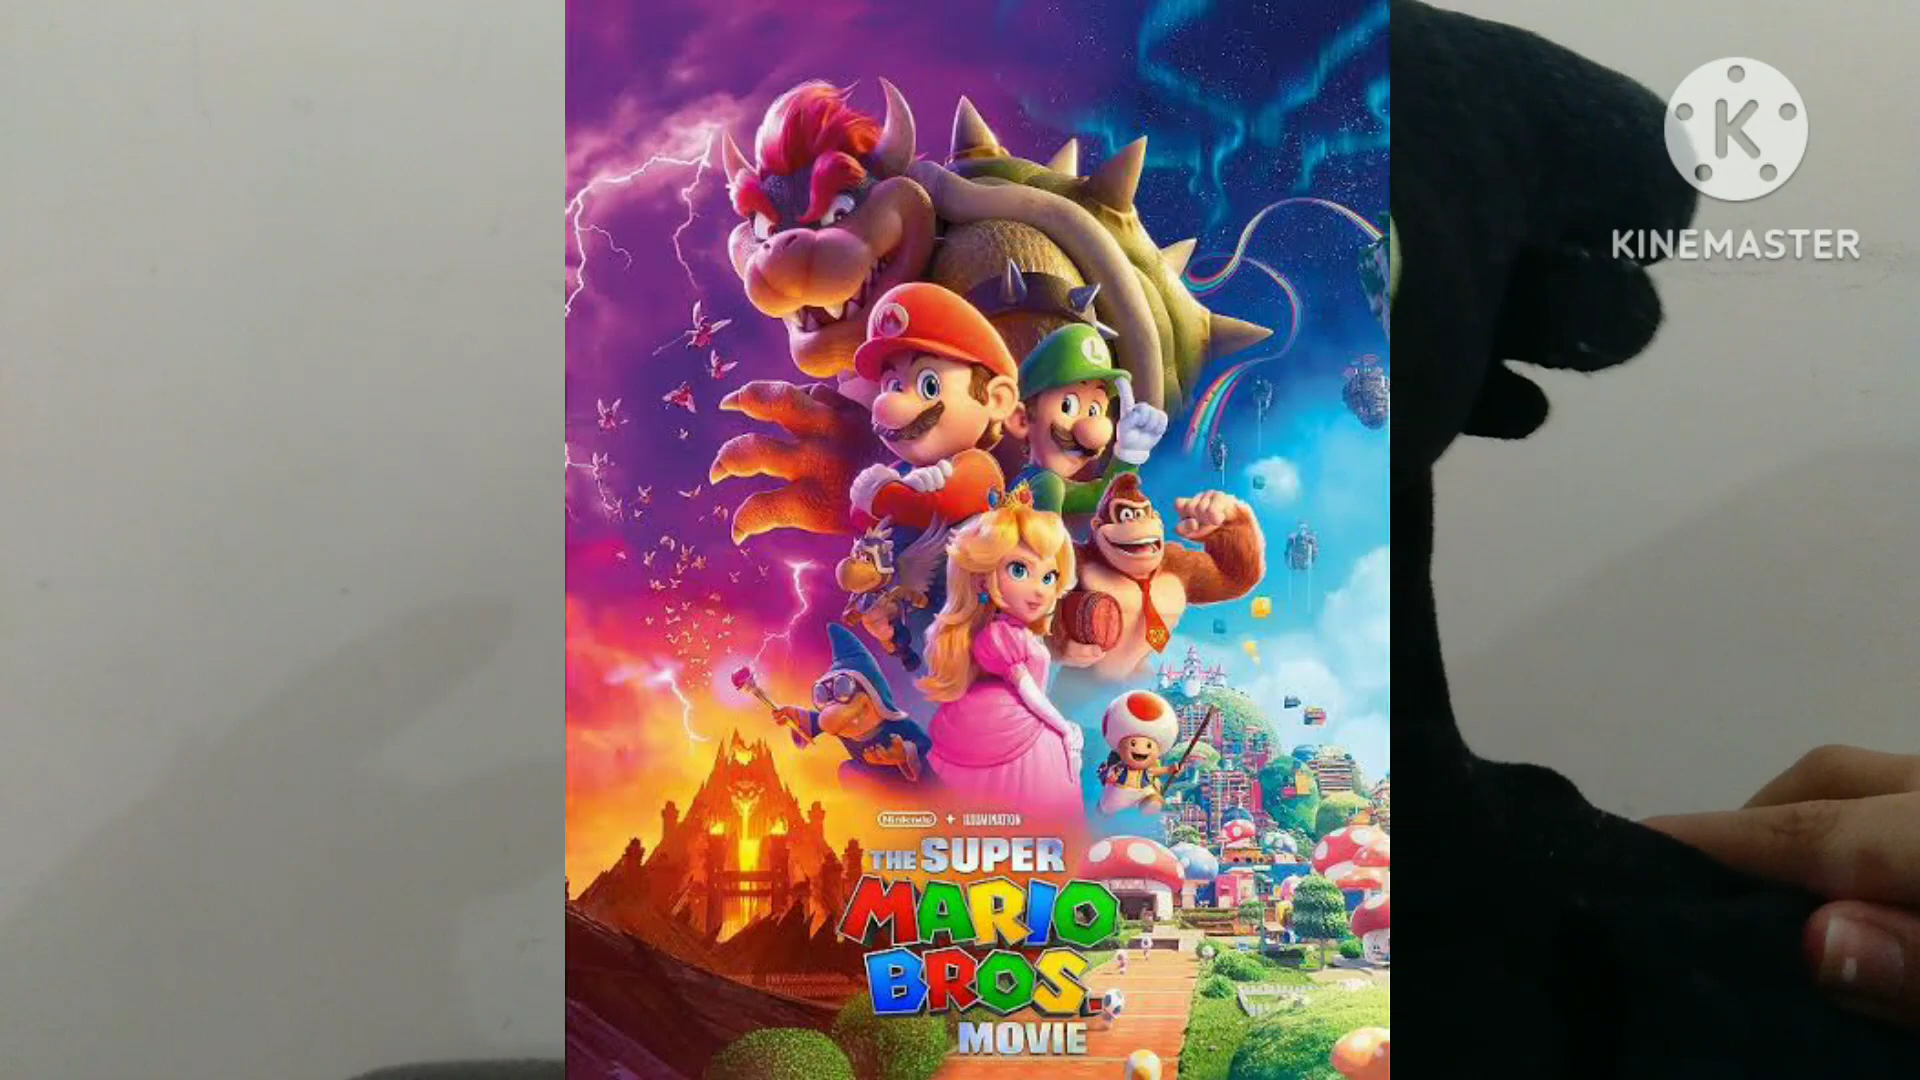 K
KINEMASTER
M
L
Nintendo + ILLUMINATION
THE SUPER
MARIO
BROS.
MOVIE